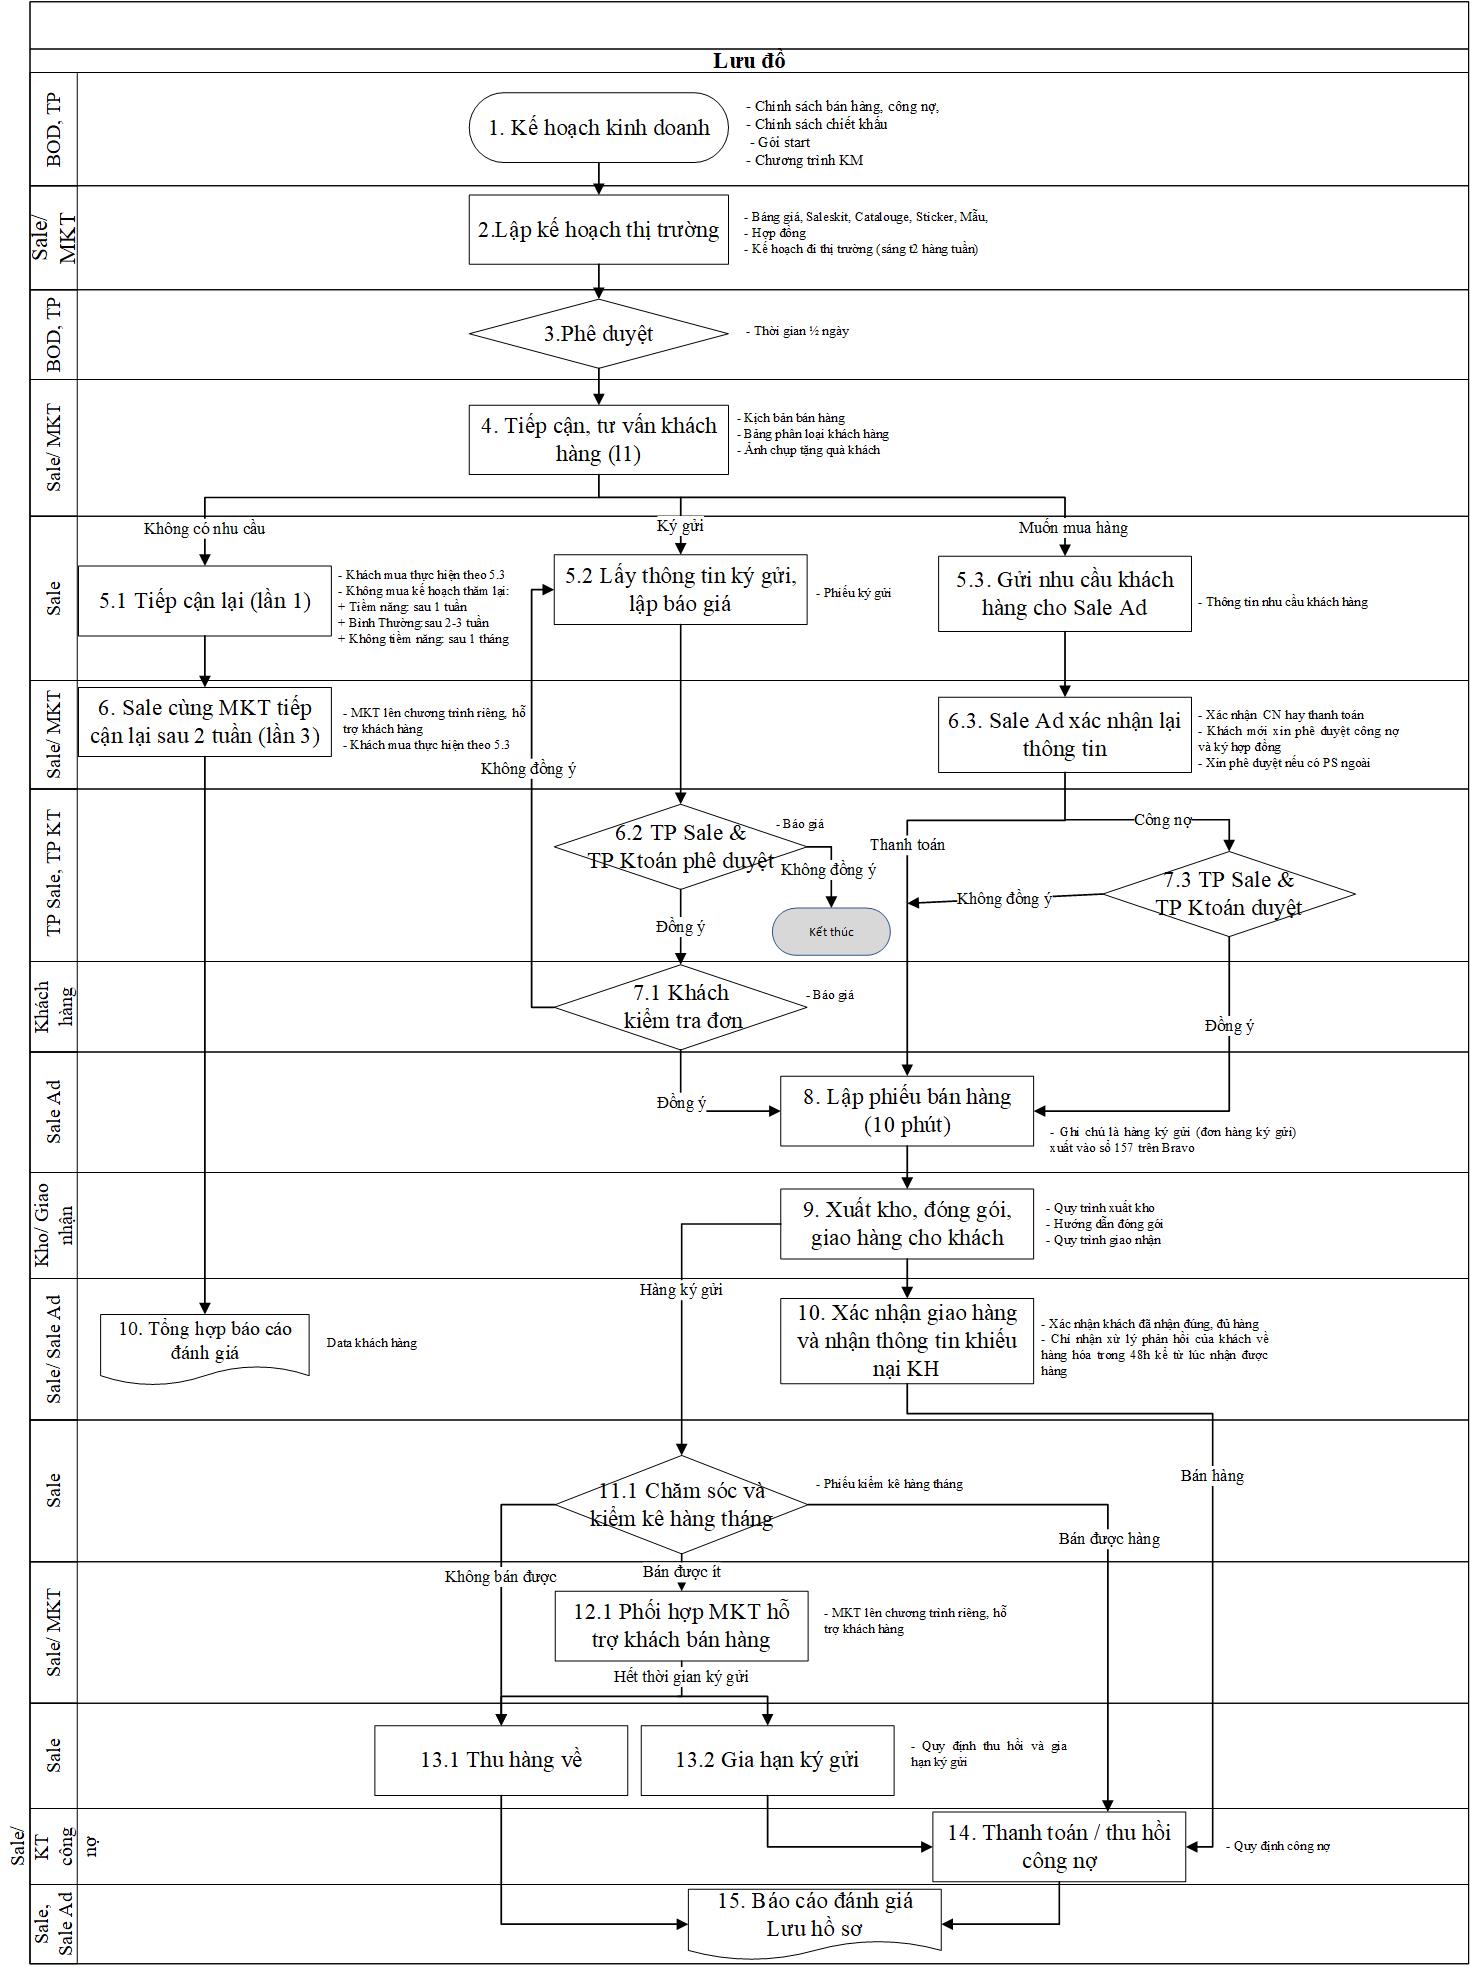 Lưu đồ
BOD, TP
1. Kế hoạch kinh doanh
- Chính sách bán hàng, công nợ,
- Chính sách chiết khấu
- Gói start
- Chương trình KM
Sale/
MKT
2.Lập kế hoạch thị trường
- Bảng giá, Saleskit, Catalouge, Sticker, Mẫu,
- Hợp đồng
- Kế hoạch đi thị trường (sáng t2 hàng tuần)
BOD, TP
3.Phê duyệt
- Thời gian ½ ngày
Sale/ MKT
4. Tiếp cận, tư vấn khách
hàng (l1)
- Kịch bản bán hàng
- Bảng phân loại khách hàng
- Ảnh chụp tặng quà khách
Không có nhu cầu
Ký gửi
Muốn mua hàng
Sale
5.1 Tiếp cận lại (lần 1)
- Khách mua thực hiện theo 5.3
- Không mua kế hoạch thăm lại:
+ Tiềm năng: sau 1 tuần
+ Bình Thường:sau 2-3 tuần
+ Không tiềm năng: sau 1 tháng
5.2 Lấy thông tin ký gửi,
lập báo giá
- Phiếu ký gửi
5.3. Gửi nhu cầu khách
hàng cho Sale Ad
- Thông tin nhu cầu khách hàng
Sale/ MKT
6. Sale cùng MKT tiếp
cận lại sau 2 tuần (lần 3)
- MKT lên chương trình riêng, hỗ
trợ khách hàng
- Khách mua thực hiện theo 5.3
Không đồng ý
6.3. Sale Ad xác nhận lại
thông tin
- Xác nhận CN hay thanh toán
- Khách mới xin phê duyệt công nợ
và ký hợp đồng
- Xin phê duyệt nếu có PS ngoài
TP Sale, TP KT
6.2 TP Sale &
TP Ktoán phê duyệt
- Báo giá
Không đồng ý
Kết thúc
Đồng ý
Thanh toán
Công nợ
Không đồng ý
7.3 TP Sale &
TP Ktoán duyệt
Khách
hàng
7.1 Khách
kiểm tra đơn
- Báo giá
Đồng ý
Sale Ad
Đồng ý
8. Lập phiếu bán hàng
(10 phút)
- Ghi chú là hàng ký gửi (đơn hàng ký gửi)
xuất vào sổ 157 trên Bravo
Kho/ Giao
nhận
9. Xuất kho, đóng gói,
giao hàng cho khách
- Quy trình xuất kho
- Hướng dẫn đóng gói
- Quy trình giao nhận
Hàng ký gửi
Sale/ Sale Ad
10. Tổng hợp báo cáo
đánh giá
Data khách hàng
10. Xác nhận giao hàng
và nhận thông tin khiếu
nại KH
- Xác nhận khách đã nhận đúng, đủ hàng
- Chỉ nhận xử lý phản hồi của khách về
hàng hóa trong 48h kể từ lúc nhận được
hàng
Sale
11.1 Chăm sóc và
kiểm kê hàng tháng
- Phiếu kiểm kê hàng tháng
Bán hàng
Bán được hàng
Không bán được
Bán được ít
Sale/ MKT
12.1 Phối hợp MKT hỗ
trợ khách bán hàng
- MKT lên chương trình riêng, hỗ
trợ khách hàng
Hết thời gian ký gửi
Sale
13.1 Thu hàng về
13.2 Gia hạn ký gửi
- Quy định thu hồi và gia
hạn ký gửi
Sale/
KT
công
nợ
14. Thanh toán / thu hồi
công nợ
- Quy định công nợ
Sale,
Sale Ad
15. Báo cáo đánh giá
Lưu hồ sơ